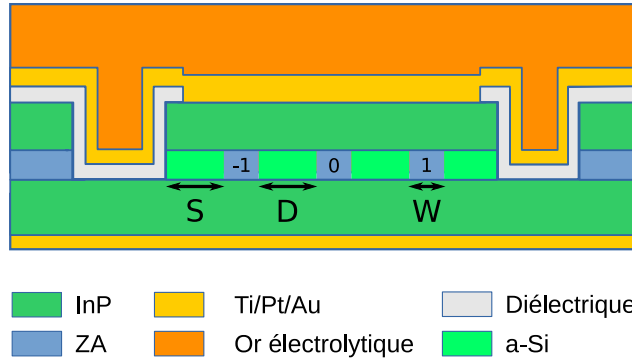 -1 0 1
S D W
InP Ti/Pt/Au Diélectrique
ZA Or électrolytique a-Si